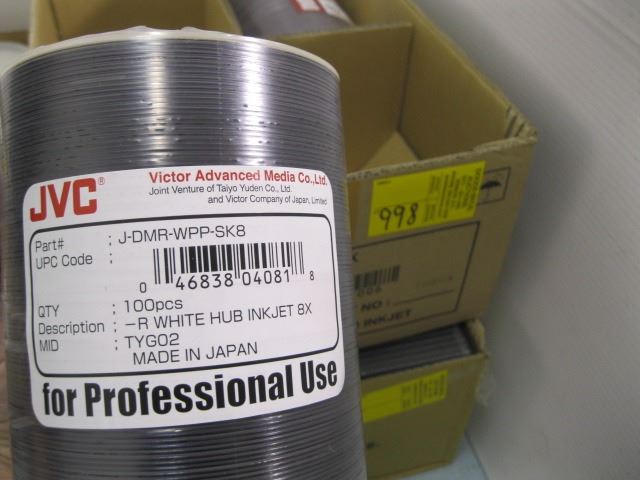 JVC®
Victor Advanced Media Co., Ltd.
Joint Venture of Taiyo Yuden Co., Ltd.
and Victor Company of Japan, Limited
Part# : J-DMR-WPP-SK8
UPC Code :
0 46838 04081 8
QTY : 100pcs
Description : -R WHITE HUB INKJET 8X
MID : TYG02
MADE IN JAPAN
for Professional Use
998
NO :
INKJET